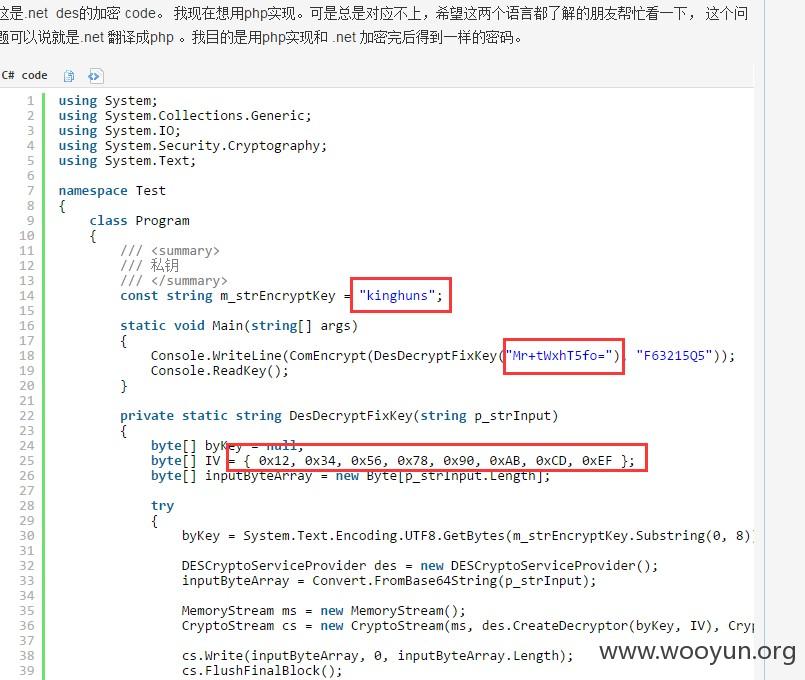 这是.net des的加密 code 。 我现在想用php实现。可是总是对应不上，希望这两个语言都了解的朋友帮忙看一下， 这个问
题可以说就是.net 翻译成php 。我目的是用php实现和 .net 加密完后得到一样的密码。
C# code
1 using System;
2 using System.Collections.Generic;
3 using System.IO;
4 using System.Security.Cryptography;
5 using System.Text;
6
7 namespace Test
8 {
9 class Program
10 {
11 /// <summary>
12 /// 私钥
13 /// </summary>
14 const string m_strEncryptKey = "kinghuns";
15
16 static void Main(string[] args)
17 {
18 Console.WriteLine(ComEncrypt(DesDecryptFixKey("Mr+tWxhT5fo="), "F63215Q5"));
19 Console.ReadKey();
20 }
21
22 private static string DesDecryptFixKey(string p_strInput)
23 {
24 byte[] byKey = null;
25 byte[] IV = { 0x12, 0x34, 0x56, 0x78, 0x90, 0xAB, 0xCD, 0xEF };
26 byte[] inputByteArray = new Byte[p_strInput.Length];
27
28 try
29 {
30 byKey = System.Text.Encoding.UTF8.GetBytes(m_strEncryptKey.Substring(0, 8)
31
32 DESCryptoServiceProvider des = new DESCryptoServiceProvider();
33 inputByteArray = Convert.FromBase64String(p_strInput);
34
35 MemoryStream ms = new MemoryStream();
36 CryptoStream cs = new CryptoStream(ms, des.CreateDecryptor(byKey, IV), Cryp
37
38 cs.Write(inputByteArray, 0, inputByteArray.Length);
39 cs.FlushFinalBlock();
www.wooyun.org